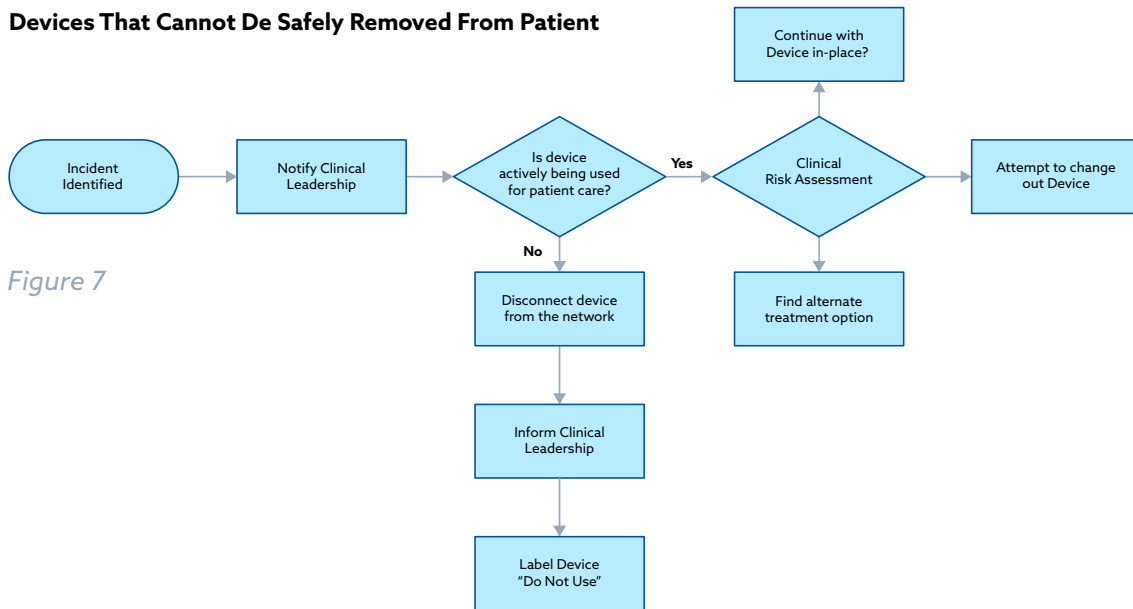 Devices That Cannot De Safely Removed From Patient
Continue with
Device in-place?
Incident
Identified
Notify Clinical
Leadership
Is device
actively being used
for patient care?
Yes
Clinical
Risk Assessment
Attempt to change
out Device
No
Figure 7
Disconnect device
from the network
Find alternate
treatment option
Inform Clinical
Leadership
Label Device
“Do Not Use”